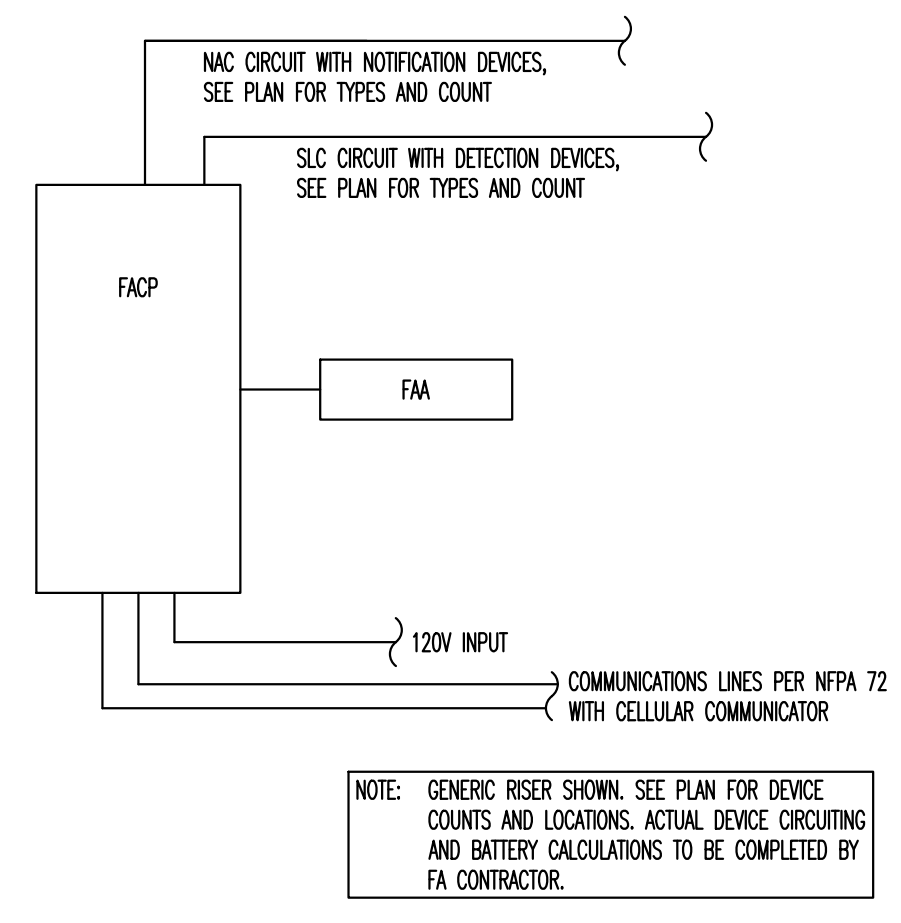 NAC CIRCUIT WITH NOTIFICATION DEVICES,
SEE PLAN FOR TYPES AND COUNT
SLC CIRCUIT WITH DETECTION DEVICES,
SEE PLAN FOR TYPES AND COUNT
FACP
FAA
120V INPUT
COMMUNICATIONS LINES PER NFPA 72
WITH CELLULAR COMMUNICATOR
NOTE: GENERIC RISER SHOWN. SEE PLAN FOR DEVICE
COUNTS AND LOCATIONS. ACTUAL DEVICE CIRCUITING
AND BATTERY CALCULATIONS TO BE COMPLETED BY
FA CONTRACTOR.